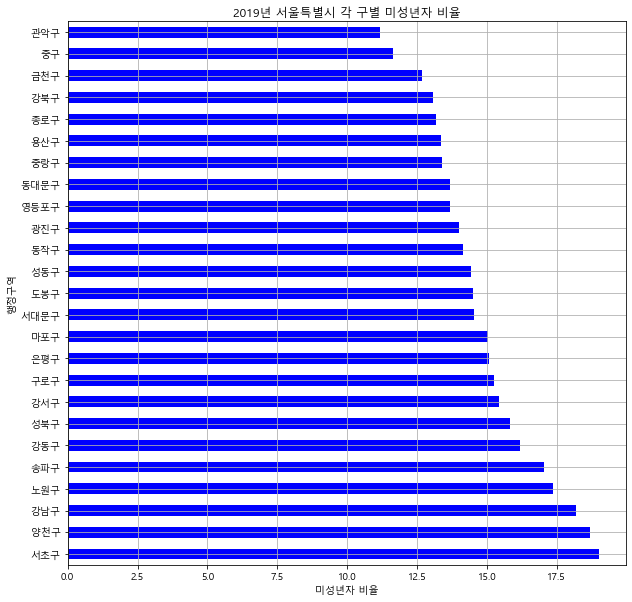 2019년 서울특별시 각 구별 미성년자 비율
관악구
중구
금천구
강북구
종로구
용산구
중랑구
동대문구
영등포구
광진구
동작구
성동구
도봉구
서대문구
마포구
은평구
구로구
강서구
성북구
강동구
송파구
노원구
강남구
양천구
서초구
행정구역
0.0 2.5 5.0 7.5 10.0 12.5 15.0 17.5
미성년자 비율